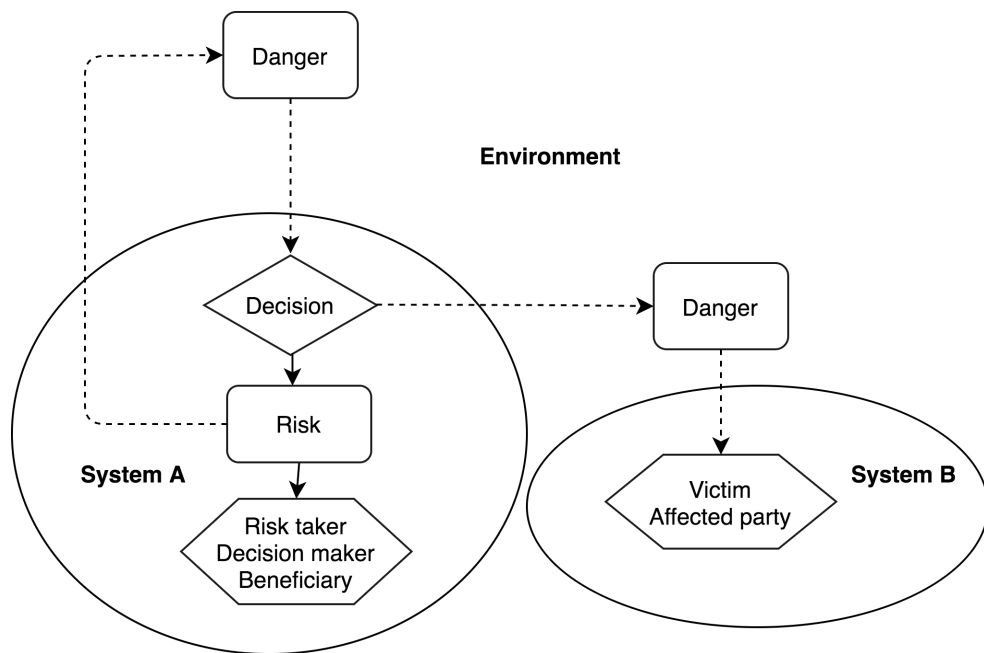 Danger
Environment
Decision
Danger
Risk
System A
System B
Victim
Affected party
Risk taker
Decision maker
Beneficiary